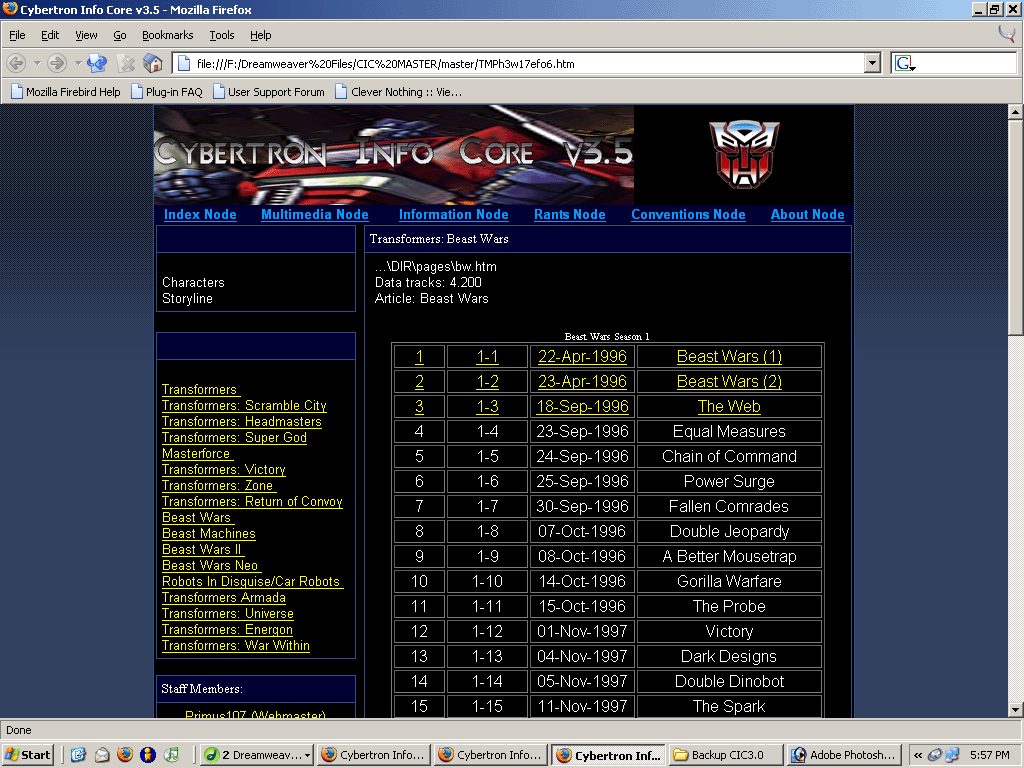 Cybertron Info Core v3.5 - Mozilla Firefox
File Edit View Go Bookmarks Tools Help
file:///F:/Dreamweaver%20Files/CIC%20MASTER/master/TMPh3w17efo6.htm
G
Mozilla Firebird Help Plug-in FAQ User Support Forum Clever Nothing :: Vie...
Cybertron Info Core v3.5
Index Node Multimedia Node Information Node Rants Node Conventions Node About Node
Characters
Storyline
Transformers
Transformers: Scramble City
Transformers: Headmasters
Transformers: Super God
Masterforce
Transformers: Victory
Transformers: Zone
Transformers: Return of Convoy
Beast Wars
Beast Machines
Beast Wars II
Beast Wars Neo
Robots In Disguise/Car Robots
Transformers Armada
Transformers: Universe
Transformers: Energon
Transformers: War Within
Staff Members:
Primus107 (Webmaster)
Transformers: Beast Wars
...\DIR\pages\bw.htm
Data tracks: 4.200
Article: Beast Wars
Beast Wars Season 1
1 1-1 22-Apr-1996 Beast Wars (1)
2 1-2 23-Apr-1996 Beast Wars (2)
3 1-3 18-Sep-1996 The Web
4 1-4 23-Sep-1996 Equal Measures
5 1-5 24-Sep-1996 Chain of Command
6 1-6 25-Sep-1996 Power Surge
7 1-7 30-Sep-1996 Fallen Comrades
8 1-8 07-Oct-1996 Double Jeopardy
9 1-9 08-Oct-1996 A Better Mousetrap
10 1-10 14-Oct-1996 Gorilla Warfare
11 1-11 15-Oct-1996 The Probe
12 1-12 01-Nov-1997 Victory
13 1-13 04-Nov-1997 Dark Designs
14 1-14 05-Nov-1997 Double Dinobot
15 1-15 11-Nov-1997 The Spark
Done
Start 2 Dreamweav... Cybertron Info... Cybertron Info... Cybertron Inf... Backup CIC3.0 Adobe Photosh... « 5:57 PM